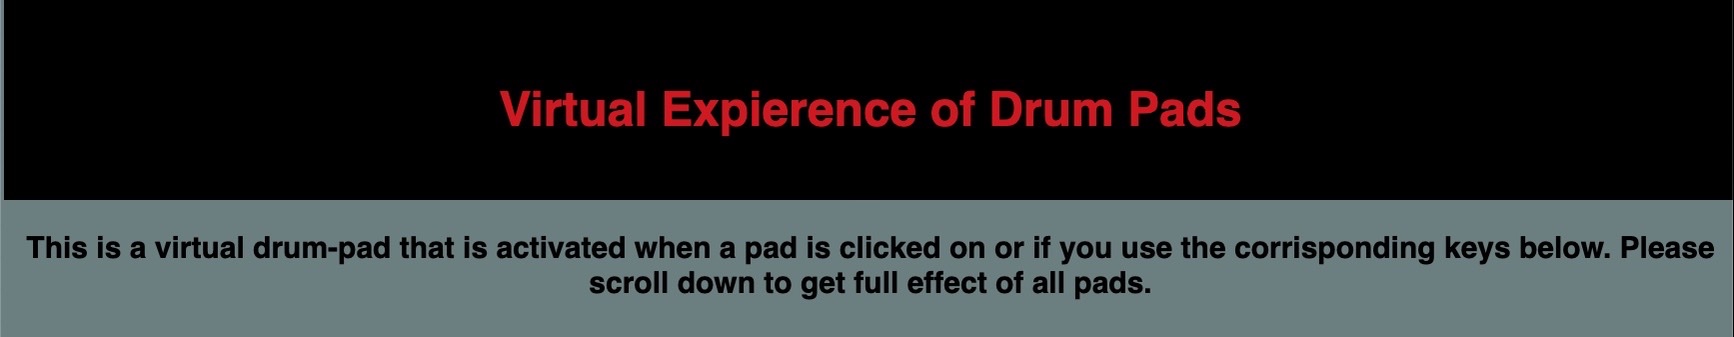 Virtual Expierence of Drum Pads
This is a virtual drum-pad that is activated when a pad is clicked on or if you use the corrisponding keys below. Please
scroll down to get full effect of all pads.